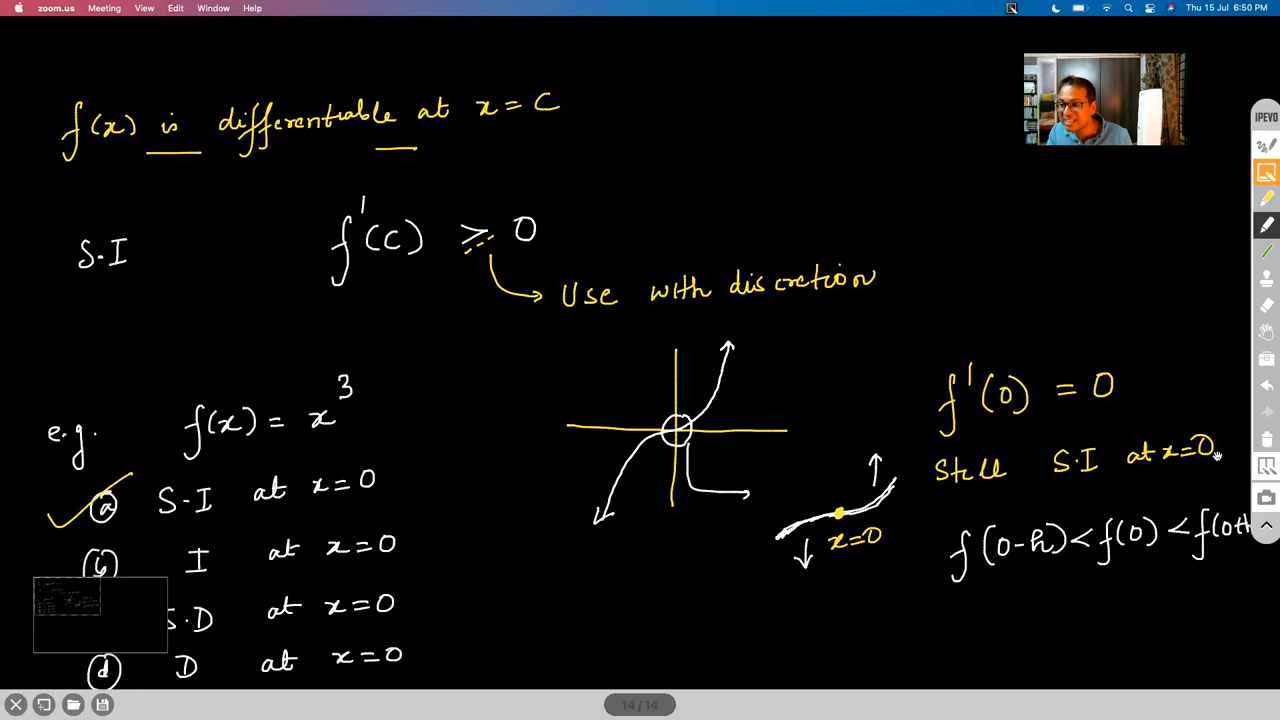 zoom.us Meeting View Edit Window Help Thu 15 Jul 6:50 PM
f(x) is differentiable at x = C
IPEVO
S.I f'(c) ≥ 0
Use with discretion
e.g. f(x) = x³
f'(0) = 0
Still S.I at x=0
(a) S-I at x=0
x=0
f(0-h) < f(0) < f(0+h
(b) I at x=0
S.D at x=0
(d) D at x=0
14 / 14